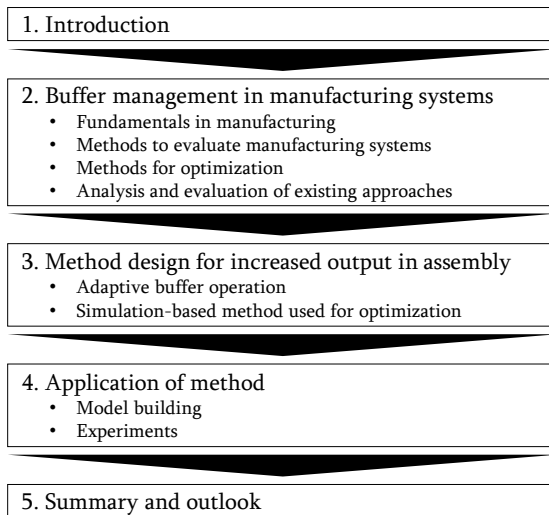 1. Introduction
2. Buffer management in manufacturing systems
• Fundamentals in manufacturing
• Methods to evaluate manufacturing systems
• Methods for optimization
• Analysis and evaluation of existing approaches
3. Method design for increased output in assembly
• Adaptive buffer operation
• Simulation-based method used for optimization
4. Application of method
• Model building
• Experiments
5. Summary and outlook